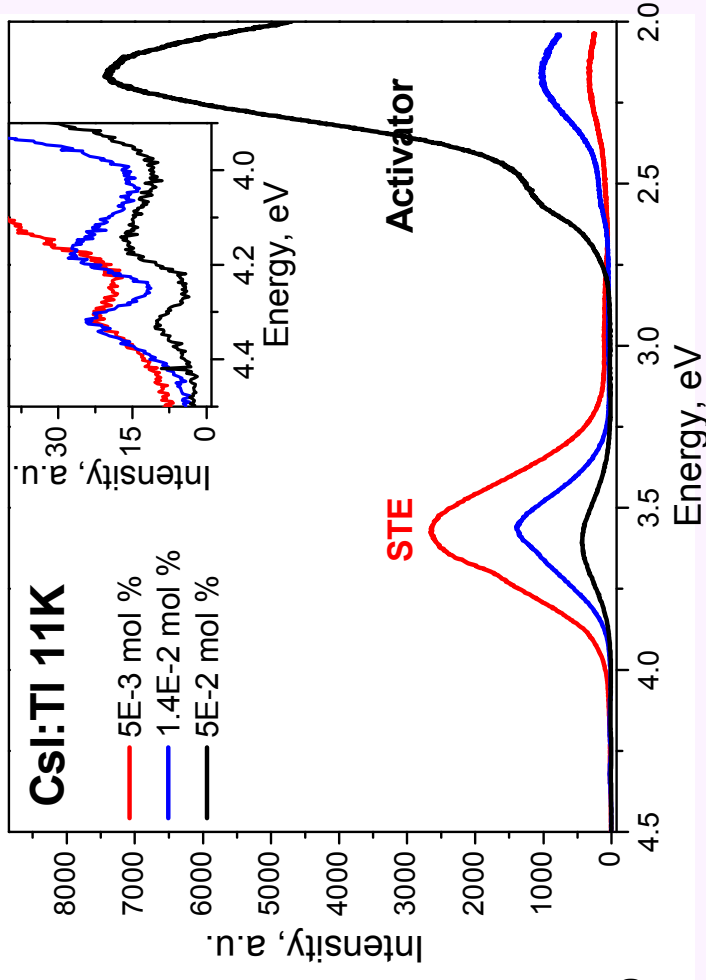 CsI:Tl 11K
5E-3 mol %
1.4E-2 mol %
5E-2 mol %
Intensity, a.u.
8000
7000
6000
5000
4000
3000
2000
1000
0
4.5
4.0
3.5
3.0
2.5
2.0
Energy, eV
STE
Activator
Intensity, a.u.
30
15
0
4.4
4.2
4.0
Energy, eV